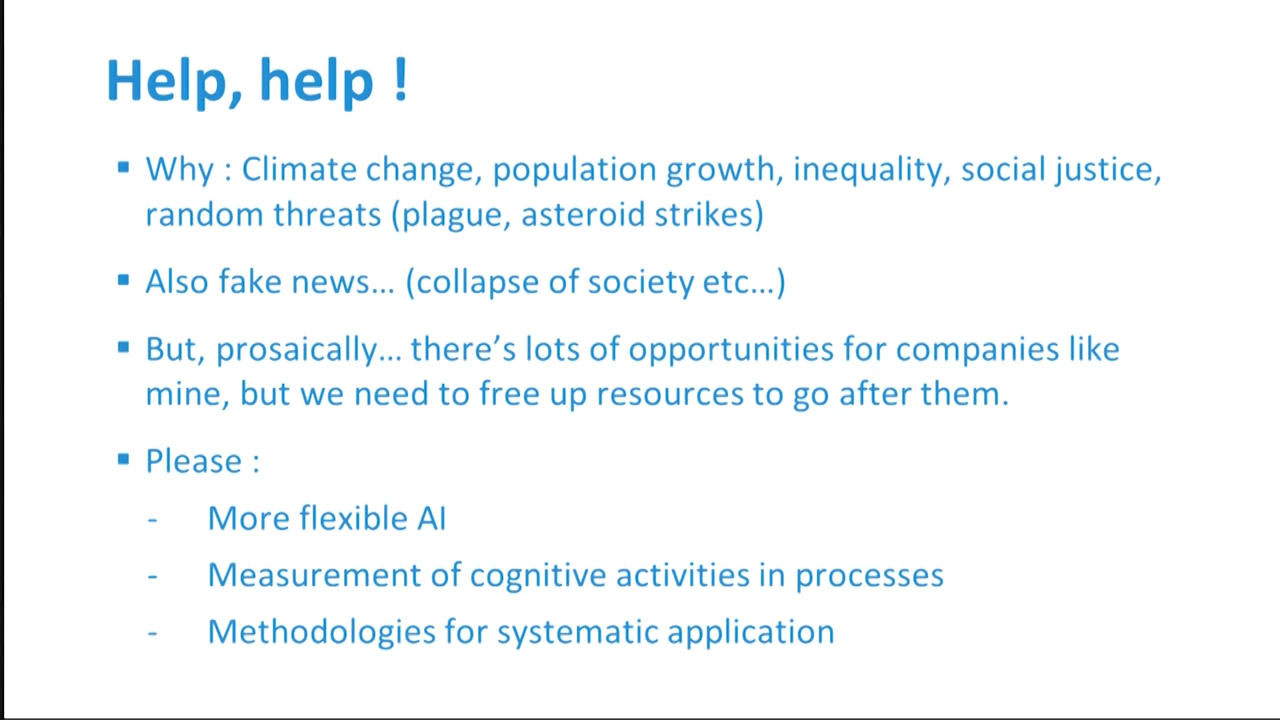 Help, help !
▪ Why : Climate change, population growth, inequality, social justice,
random threats (plague, asteroid strikes)
▪ Also fake news... (collapse of society etc...)
▪ But, prosaically... there’s lots of opportunities for companies like
mine, but we need to free up resources to go after them.
▪ Please :
- More flexible AI
- Measurement of cognitive activities in processes
- Methodologies for systematic application